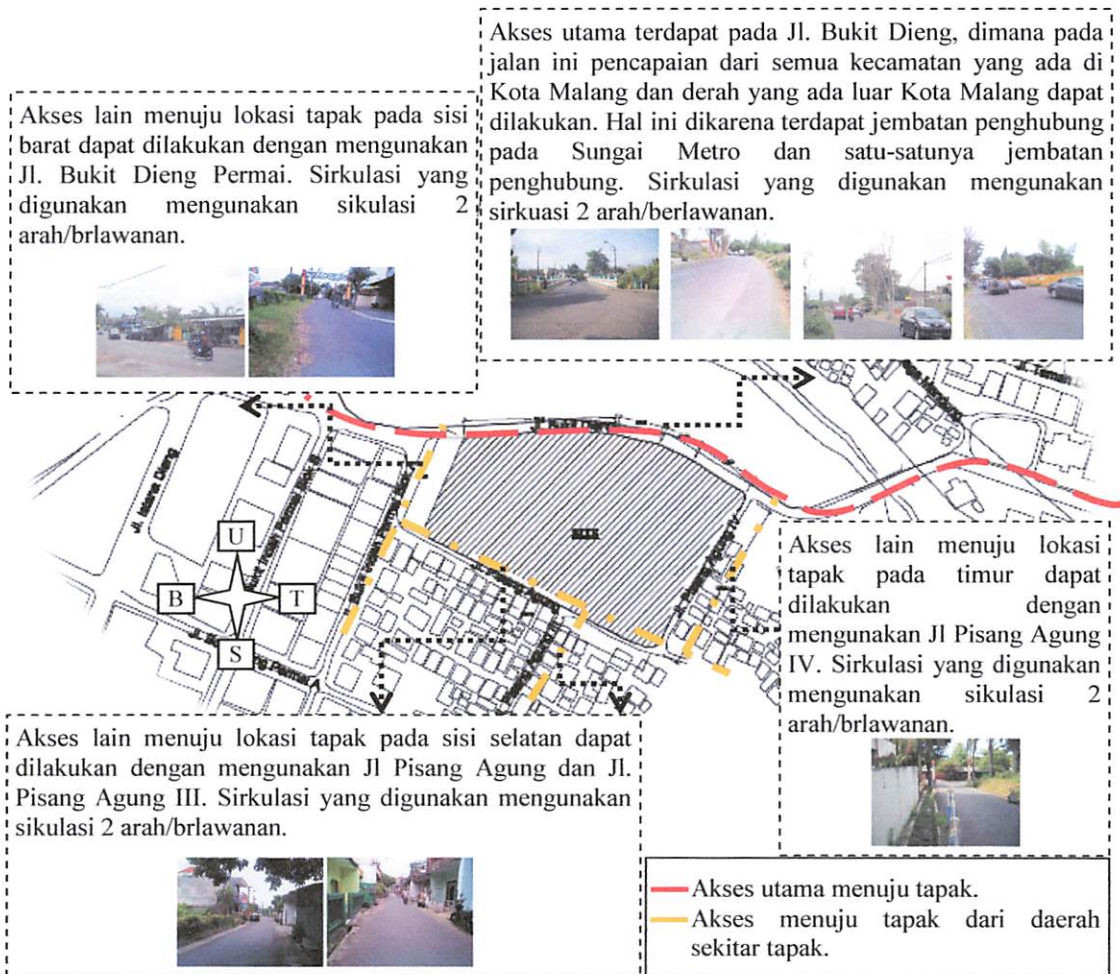 Akses utama terdapat pada Jl. Bukit Dieng, dimana pada
jalan ini pencapaian dari semua kecamatan yang ada di
Kota Malang dan derah yang ada luar Kota Malang dapat
dilakukan. Hal ini dikarena terdapat jembatan penghubung
pada Sungai Metro dan satu-satunya jembatan
penghubung. Sirkulasi yang digunakan mengunakan
sirkuasi 2 arah/berlawanan.
Akses lain menuju lokasi tapak pada sisi
barat dapat dilakukan dengan mengunakan
Jl. Bukit Dieng Permai. Sirkulasi yang
digunakan mengunakan sikulasi 2
arah/brlawanan.
Jl. Istana Dieng
SITE
U
B
T
S
Akses lain menuju lokasi
tapak pada timur dapat
dilakukan dengan
mengunakan Jl Pisang Agung
IV. Sirkulasi yang digunakan
mengunakan sikulasi 2
arah/brlawanan.
Akses lain menuju lokasi tapak pada sisi selatan dapat
dilakukan dengan mengunakan Jl Pisang Agung dan Jl.
Pisang Agung III. Sirkulasi yang digunakan mengunakan
sikulasi 2 arah/brlawanan.
Akses utama menuju tapak.
Akses menuju tapak dari daerah
sekitar tapak.